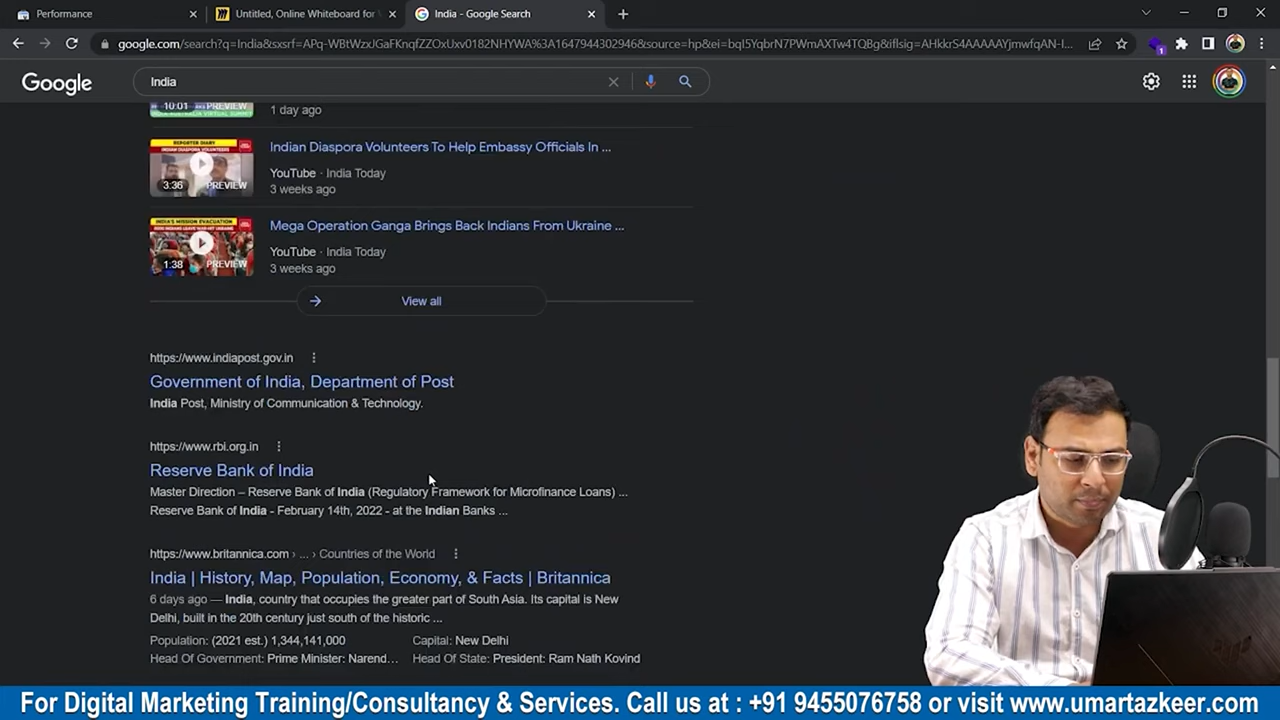 Performance
Untitled, Online Whiteboard for
India - Google Search
google.com/search?q=India&sxsrf=APq-WBtWzxJGaFKnqfZZOxUxv0182NHYWA%3A1647944302946&source=hp&ei=bqI5YqbrN7PWmAXTw4TQBg&iflsig=AHkkrS4AAAAAYjmwfqAN-I...
1
Google
India
10:01
PREVIEW
1 day ago
REPORTER DIARY
INDIAN VOLUNTEERS
3:36
PREVIEW
Indian Diaspora Volunteers To Help Embassy Officials In ...
YouTube · India Today
3 weeks ago
INDIA'S MISSION EVACUATION
1:38
PREVIEW
Mega Operation Ganga Brings Back Indians From Ukraine ...
YouTube · India Today
3 weeks ago
View all
https://www.indiapost.gov.in
Government of India, Department of Post
India Post, Ministry of Communication & Technology.
https://www.rbi.org.in
Reserve Bank of India
Master Direction – Reserve Bank of India (Regulatory Framework for Microfinance Loans) ...
Reserve Bank of India - February 14th, 2022 - at the Indian Banks ...
https://www.britannica.com › ... › Countries of the World
India | History, Map, Population, Economy, & Facts | Britannica
6 days ago — India, country that occupies the greater part of South Asia. Its capital is New
Delhi, built in the 20th century just south of the historic ...
Population: (2021 est.) 1,344,141,000
Capital: New Delhi
Head Of Government: Prime Minister: Narend...
Head Of State: President: Ram Nath Kovind
For Digital Marketing Training/Consultancy & Services. Call us at : +91 9455076758 or visit www.umartazkeer.com